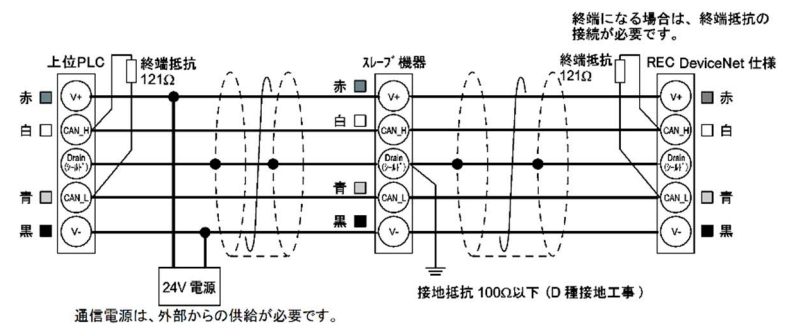 終端になる場合は、終端抵抗の
接続が必要です。
上位PLC
終端抵抗
121Ω
ｽﾚｰﾌﾞ機器
終端抵抗
121Ω
REC DeviceNet 仕様
赤
V+
赤
V+
V+
赤
白
CAN_H
白
CAN_H
CAN_H
白
Drain
(ｼｰﾙﾄﾞ)
Drain
(ｼｰﾙﾄﾞ)
Drain
(ｼｰﾙﾄﾞ)
青
CAN_L
青
CAN_L
CAN_L
青
黒
V-
黒
V-
V-
黒
24V 電源
接地抵抗 100Ω以下（D 種接地工事）
通信電源は、外部からの供給が必要です。